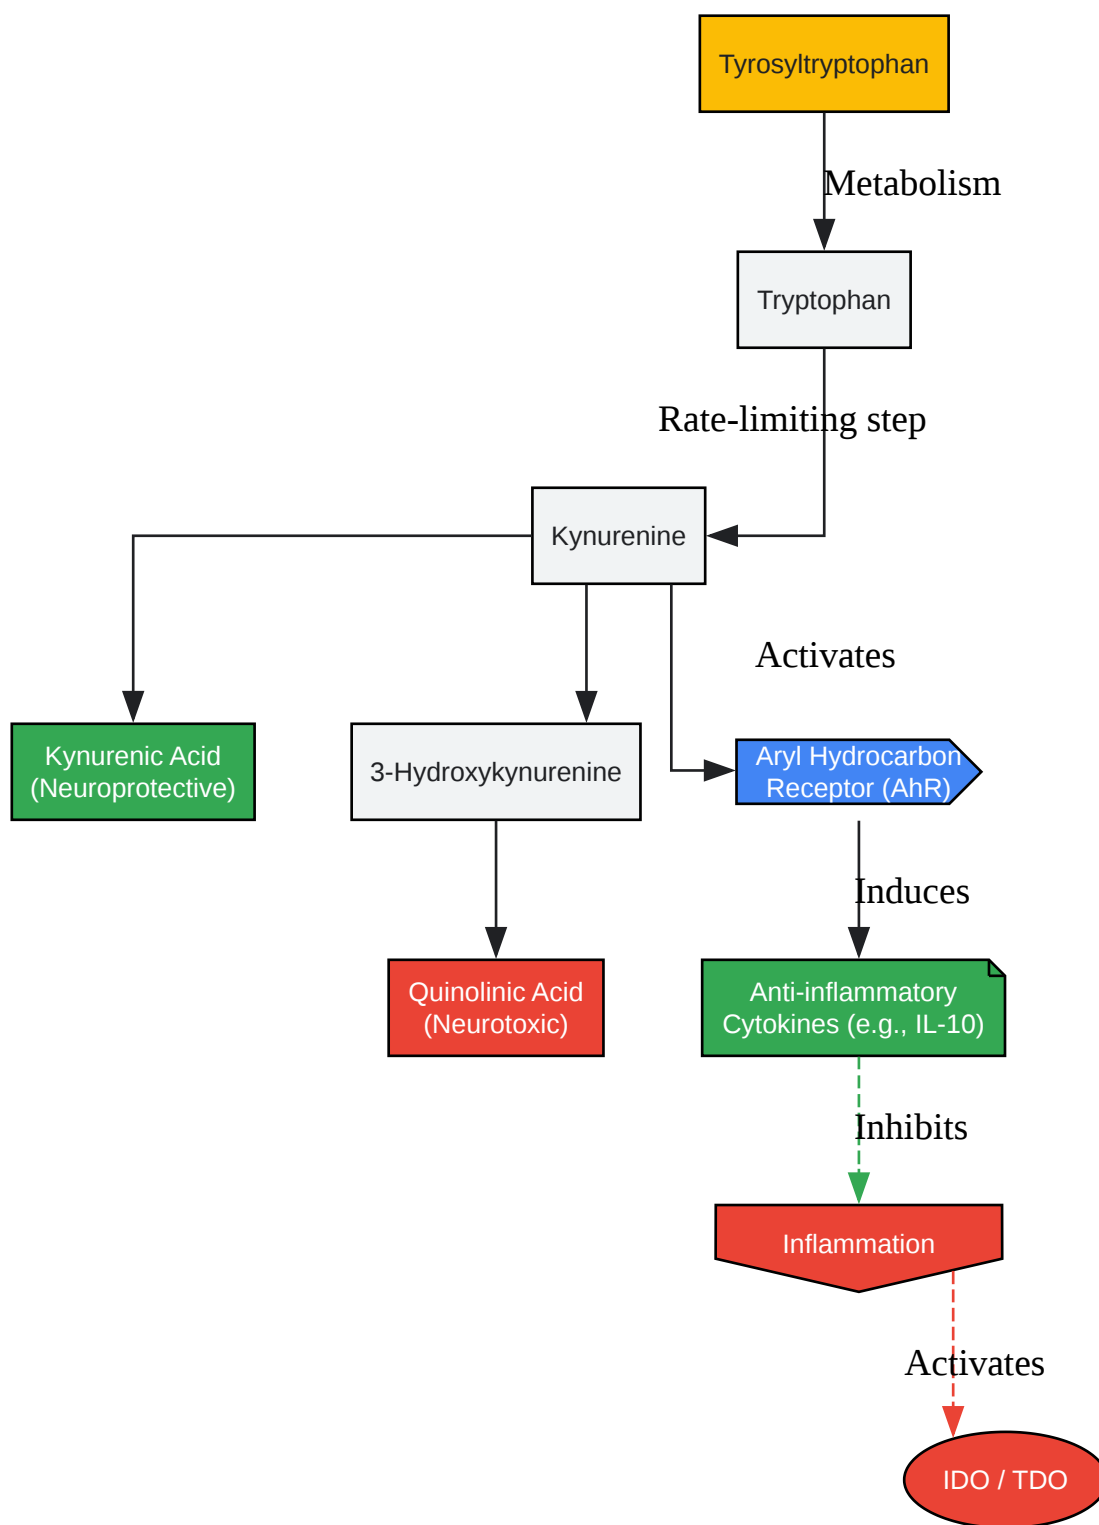 Tyrosyltryptophan
Metabolism
Tryptophan
Rate-limiting step
Kynurenine
Activates
Kynurenic Acid
(Neuroprotective)
3-Hydroxykynurenine
Aryl Hydrocarbon
Receptor (AhR)
Induces
Quinolinic Acid
(Neurotoxic)
Anti-inflammatory
Cytokines (e.g., IL-10)
Inhibits
Inflammation
Activates
IDO / TDO